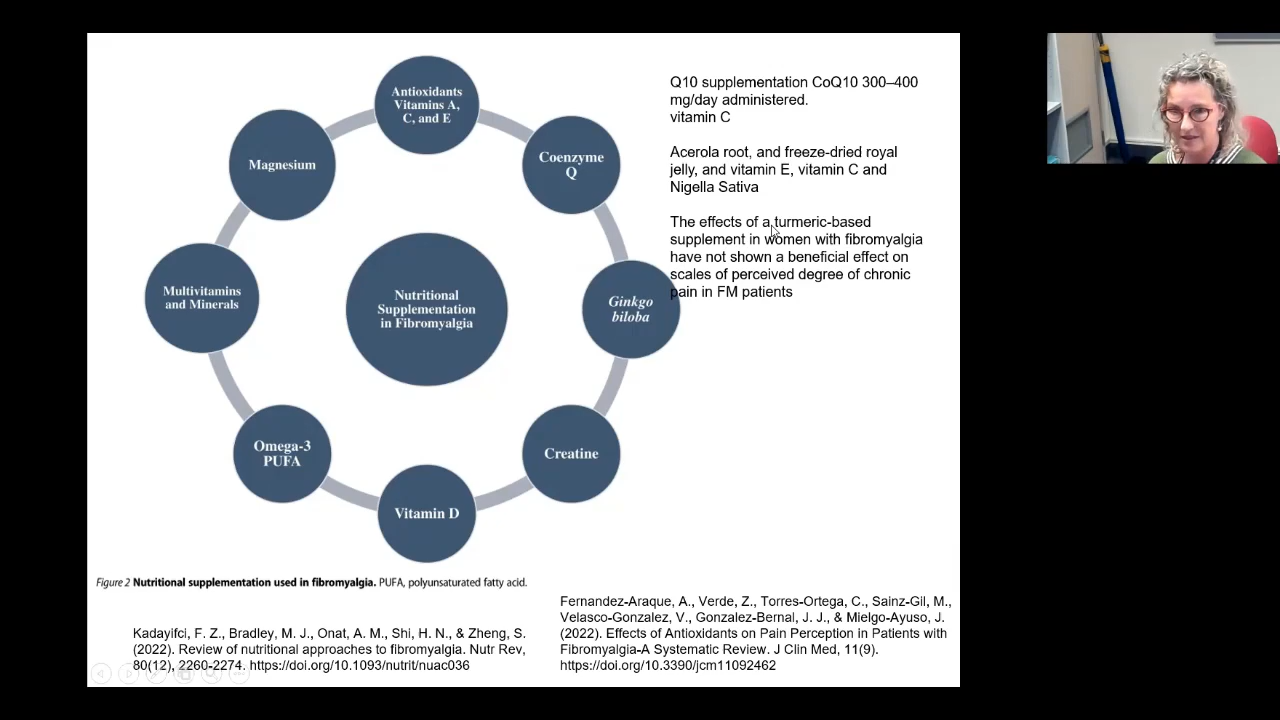 Antioxidants
Vitamins A,
C, and E
Coenzyme
Q
Ginkgo
biloba
Creatine
Vitamin D
Omega-3
PUFA
Multivitamins
and Minerals
Magnesium
Nutritional
Supplementation
in Fibromyalgia
Q10 supplementation CoQ10 300–400
mg/day administered.
vitamin C
Acerola root, and freeze-dried royal
jelly, and vitamin E, vitamin C and
Nigella Sativa
The effects of a turmeric-based
supplement in women with fibromyalgia
have not shown a beneficial effect on
scales of perceived degree of chronic
pain in FM patients
Figure 2 Nutritional supplementation used in fibromyalgia. PUFA, polyunsaturated fatty acid.
Kadayifci, F. Z., Bradley, M. J., Onat, A. M., Shi, H. N., & Zheng, S.
(2022). Review of nutritional approaches to fibromyalgia. Nutr Rev,
80(12), 2260-2274. https://doi.org/10.1093/nutrit/nuac036
Fernandez-Araque, A., Verde, Z., Torres-Ortega, C., Sainz-Gil, M.,
Velasco-Gonzalez, V., Gonzalez-Bernal, J. J., & Mielgo-Ayuso, J.
(2022). Effects of Antioxidants on Pain Perception in Patients with
Fibromyalgia-A Systematic Review. J Clin Med, 11(9).
https://doi.org/10.3390/jcm11092462